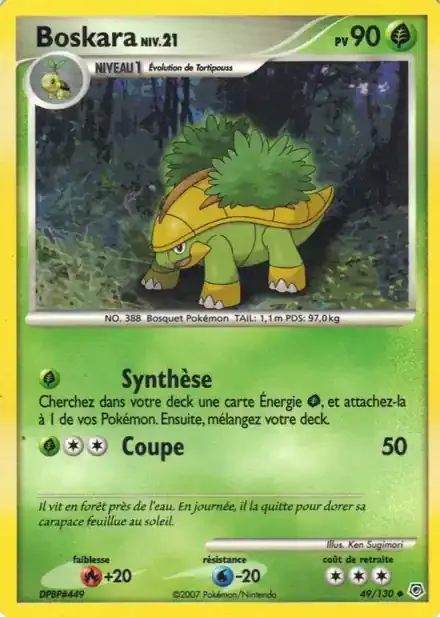 Boskara NIV.21
PV 90
NIVEAU 1 Évolution de Tortipouss
NO. 388 Bosquet Pokémon TAIL: 1,1m PDS: 97,0kg
Synthèse
Cherchez dans votre deck une carte Énergie , et attachez-la
à 1 de vos Pokémon. Ensuite, mélangez votre deck.
Coupe 50
Il vit en forêt près de l'eau. En journée, il la quitte pour dorer sa
carapace feuillue au soleil.
Illus. Ken Sugimori
faiblesse résistance coût de retraite
+20 -20
DPBP#449 ©2007 Pokémon/Nintendo 49/130